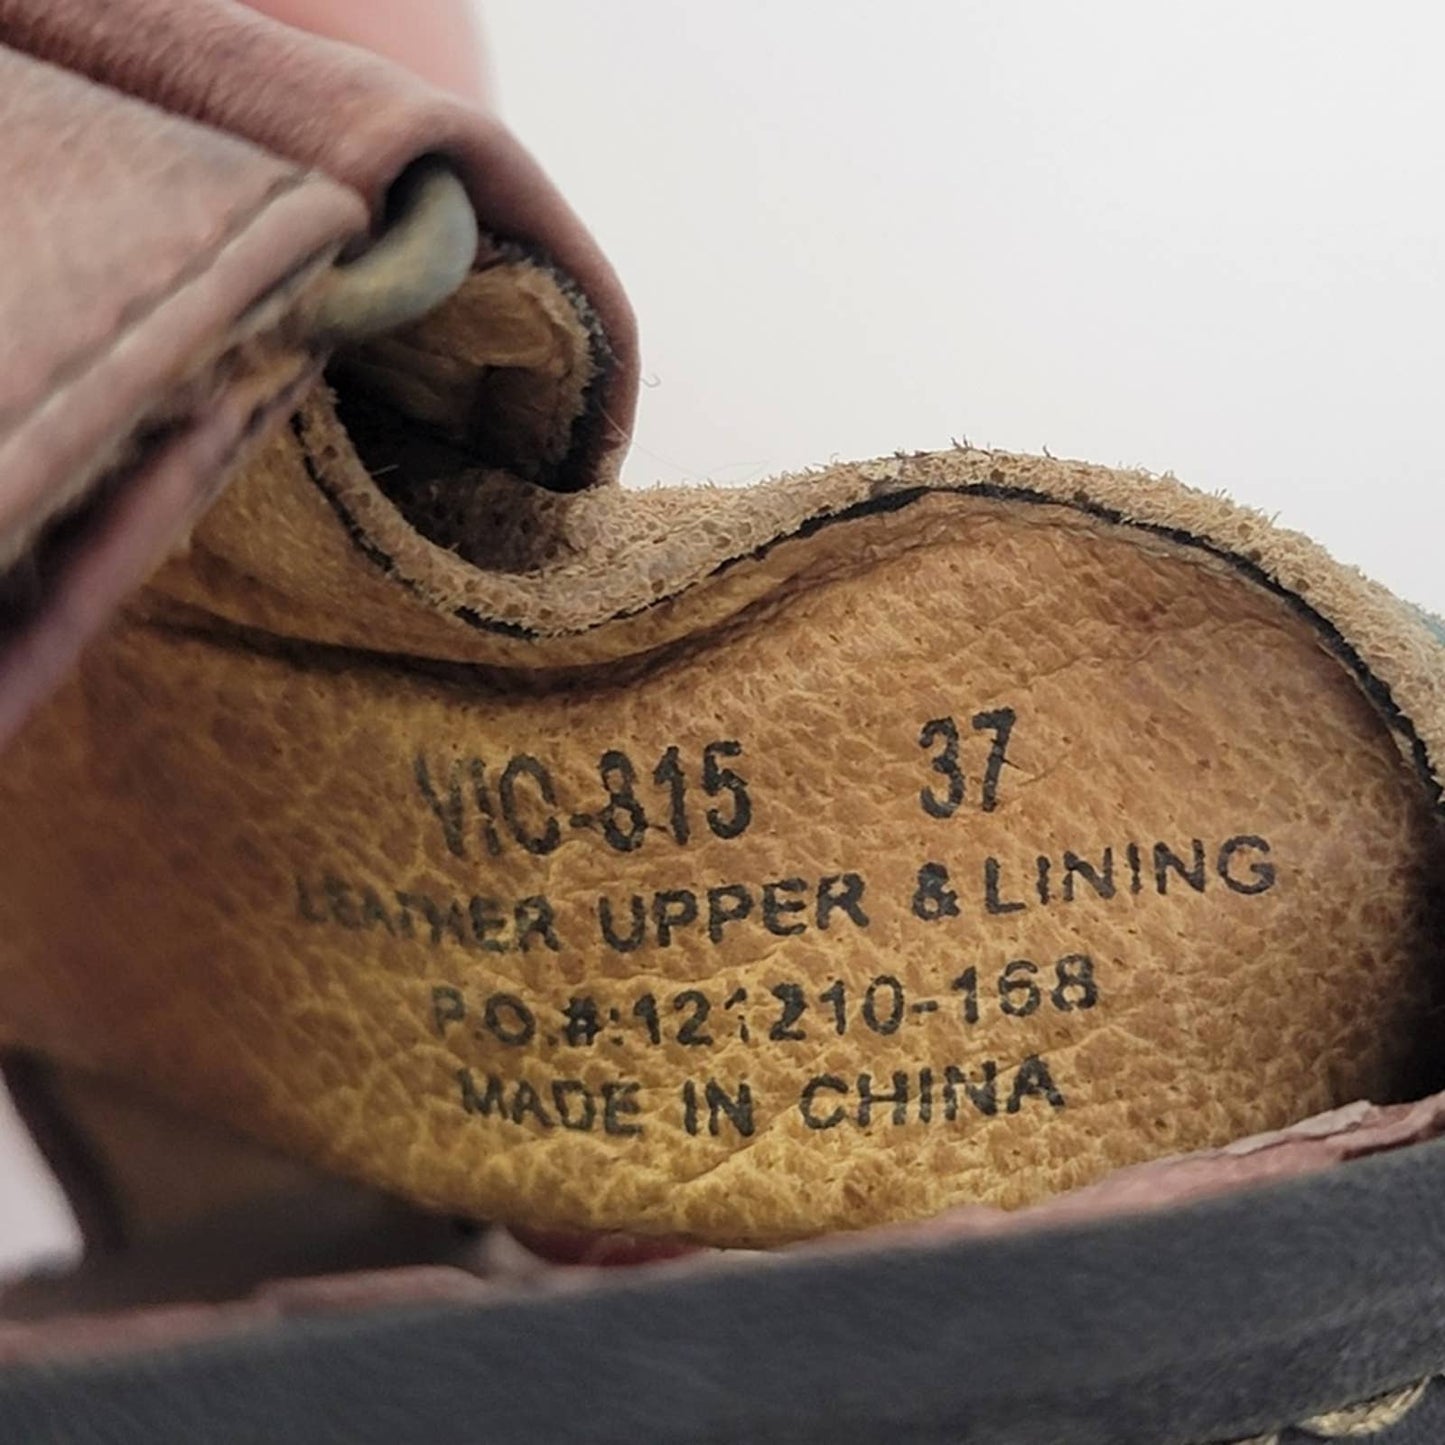 VIC-815 37
LEATHER UPPER & LINING
P.O.#:121210-168
MADE IN CHINA